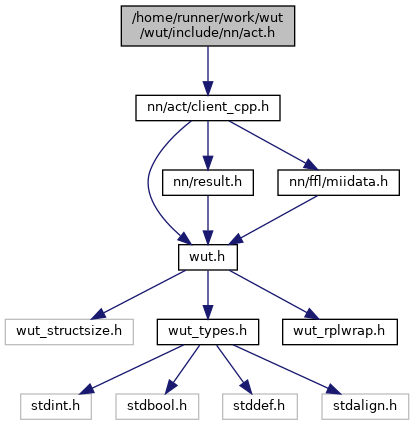 /home/runner/work/wut
/wut/include/nn/act.h
nn/act/client_cpp.h
nn/result.h
nn/ffl/miidata.h
wut.h
wut_structsize.h
wut_types.h
wut_rplwrap.h
stdint.h
stdbool.h
stddef.h
stdalign.h